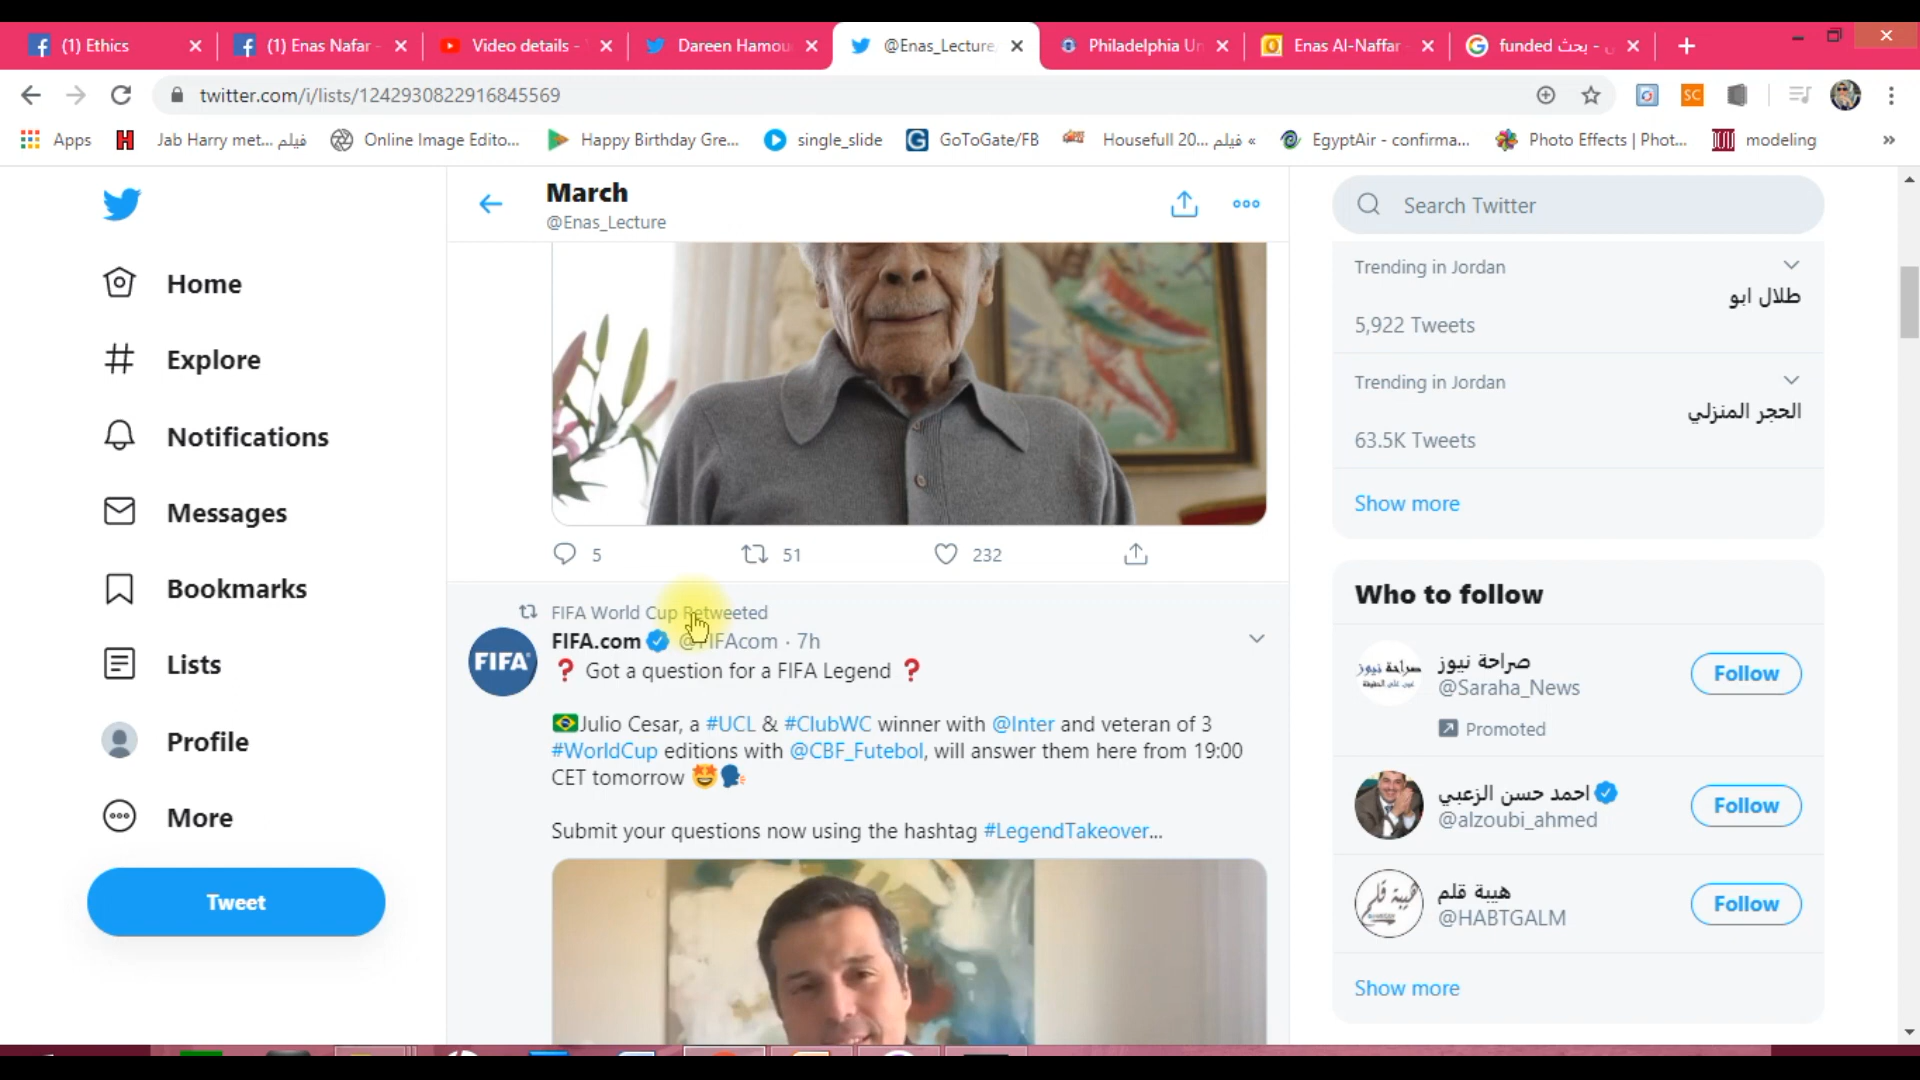 (1) Ethics
(1) Enas Nafar -
Video details -
Dareen Hamou
@Enas_Lecture
Philadelphia Un
Enas Al-Naffar
funded بحث -
twitter.com/i/lists/1242930822916845569
SC
Apps
Jab Harry met... فيلم
Online Image Edito...
Happy Birthday Gre...
single_slide
GoToGate/FB
Housefull 20... فيلم «
EgyptAir - confirma...
Photo Effects | Phot...
modeling
»
Home
Explore
Notifications
Messages
Bookmarks
Lists
Profile
More
Tweet
March
@Enas_Lecture
5
51
232
FIFA World Cup Retweeted
FIFA
FIFA.com @FIFAcom · 7h
❓ Got a question for a FIFA Legend ❓
🇧🇷Julio Cesar, a #UCL & #ClubWC winner with @Inter and veteran of 3
#WorldCup editions with @CBF_Futebol, will answer them here from 19:00
CET tomorrow 🤩🗣️
Submit your questions now using the hashtag #LegendTakeover...
Search Twitter
Trending in Jordan
طلال ابو
5,922 Tweets
Trending in Jordan
الحجر المنزلي
63.5K Tweets
Show more
Who to follow
صراحة نيوز
@Saraha_News
Follow
Promoted
احمد حسن الزعبي
@alzoubi_ahmed
Follow
هيبة قلم
@HABTGALM
Follow
Show more